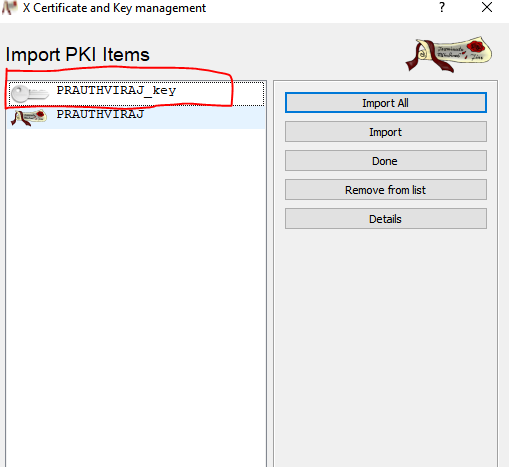 X Certificate and Key management
?
Import PKI Items
PRAUTHVIRAJ_key
PRAUTHVIRAJ
Import All
Import
Done
Remove from list
Details